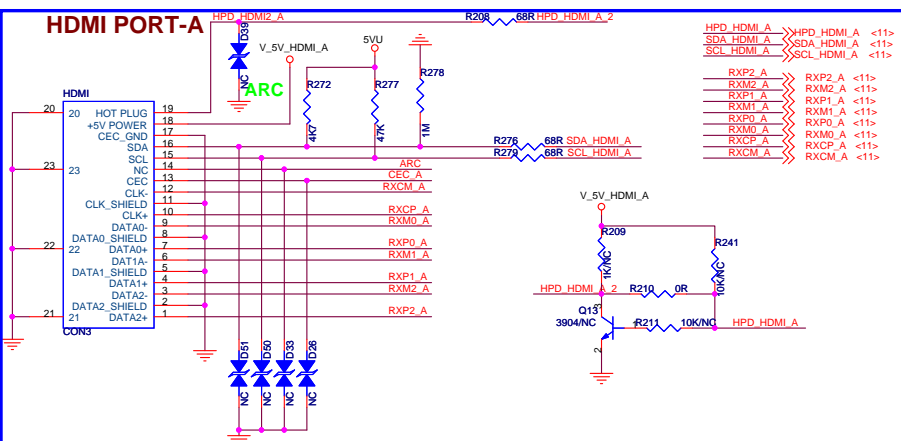 HDMI PORT-A
HPD_HDMI2_A
R208 68R HPD_HDMI_A_2
D39
NC
ARC
V_5V_HDMI_A
5VU
R272
4K7
R277
47K
R278
1M
HDMI
20 20 HOT PLUG 19
+5V POWER 18
CEC_GND 17
SDA 16
SCL 15
23 23 NC 14
CEC 13
CLK- 12
CLK_SHIELD 11
CLK+ 10
DATA0- 9
DATA0_SHIELD 8
22 22 DATA0+ 7
DAT1A- 6
DATA1_SHIELD 5
DATA1+ 4
DATA2- 3
DATA2_SHIELD 2
21 21 DATA2+ 1
CON3
R276 68R SDA_HDMI_A
R279 68R SCL_HDMI_A
ARC
CEC_A
RXCM_A
RXCP_A
RXM0_A
RXP0_A
RXM1_A
RXP1_A
RXM2_A
RXP2_A
D51
NC
D50
NC
D33
NC
D26
NC
HPD_HDMI_A HPD_HDMI_A <11>
SDA_HDMI_A SDA_HDMI_A <11>
SCL_HDMI_A SCL_HDMI_A <11>
RXP2_A RXP2_A <11>
RXM2_A RXM2_A <11>
RXP1_A RXP1_A <11>
RXM1_A RXM1_A <11>
RXP0_A RXP0_A <11>
RXM0_A RXM0_A <11>
RXCP_A RXCP_A <11>
RXCM_A RXCM_A <11>
V_5V_HDMI_A
R209
1K/NC
R241
10K/NC
HPD_HDMI_A_2
R210 0R
Q13
3904/NC
3
1
2
R211 10K/NC
HPD_HDMI_A